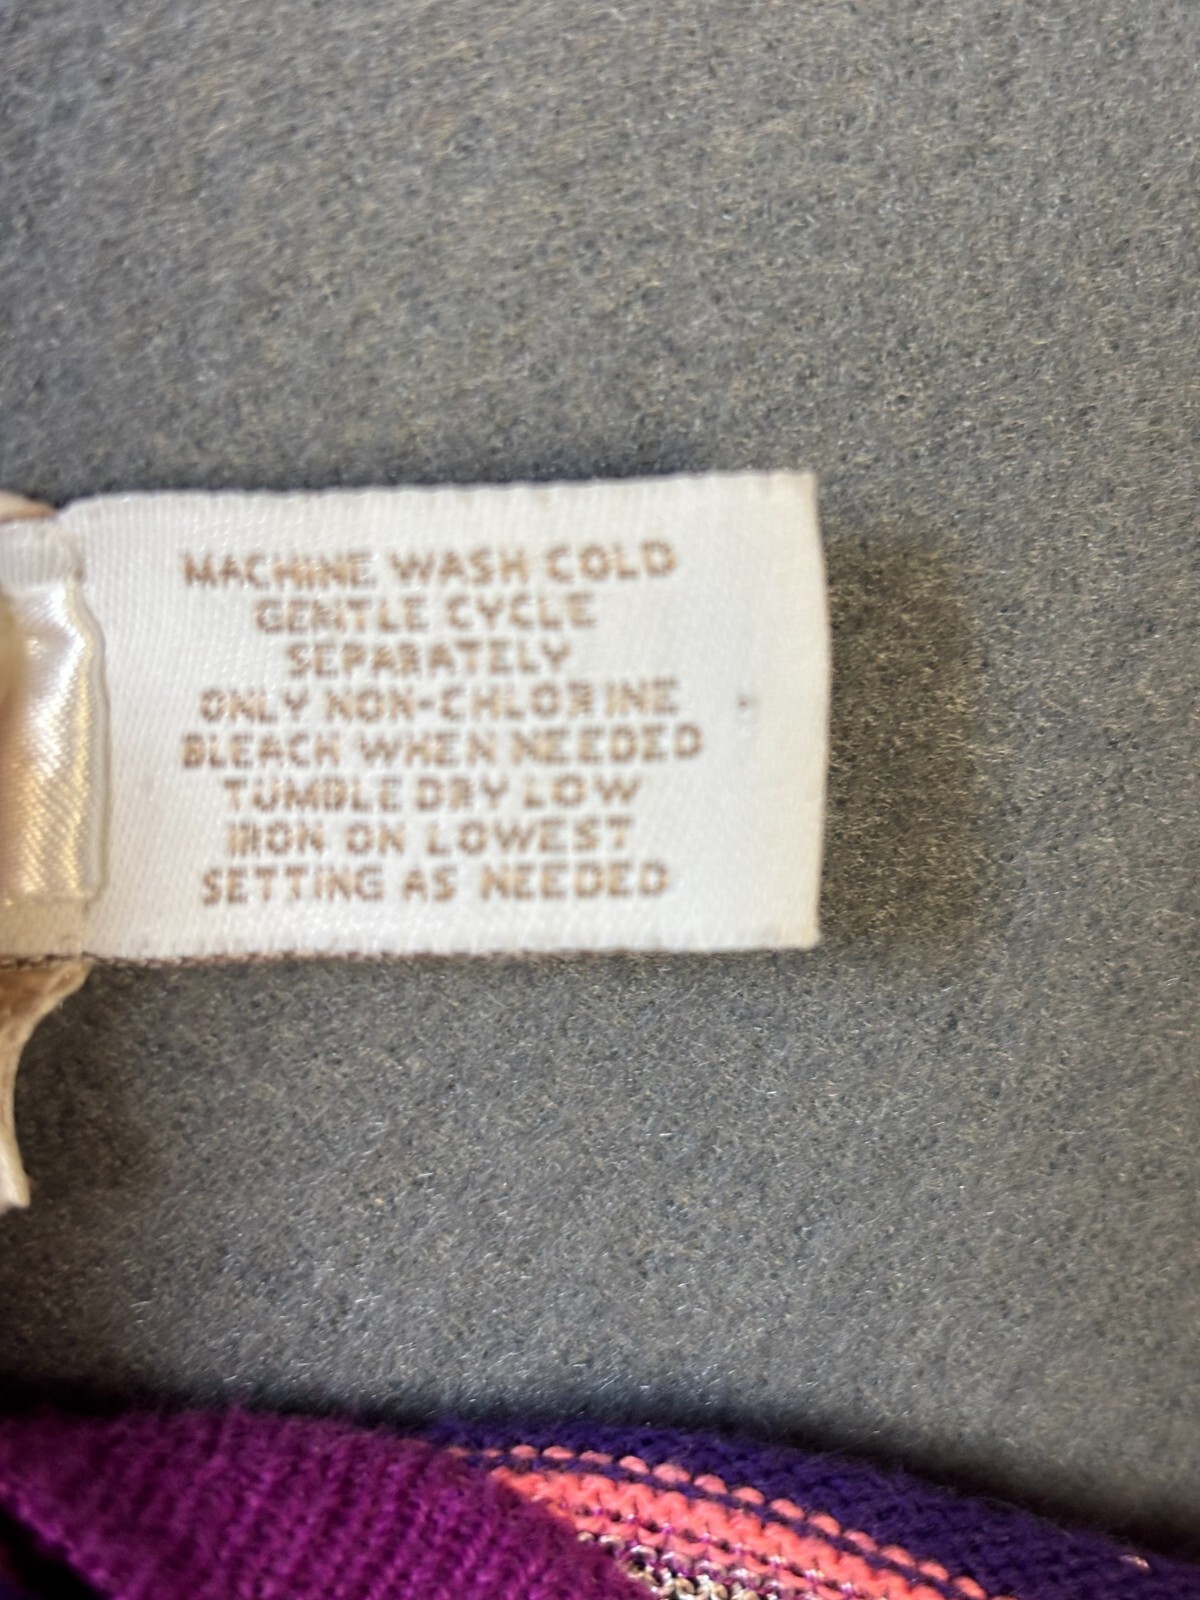 MACHINE WASH COLD
GENTLE CYCLE
SEPARATELY
ONLY NON-CHLORINE
BLEACH WHEN NEEDED
TUMBLE DRY LOW
IRON ON LOWEST
SETTING AS NEEDED